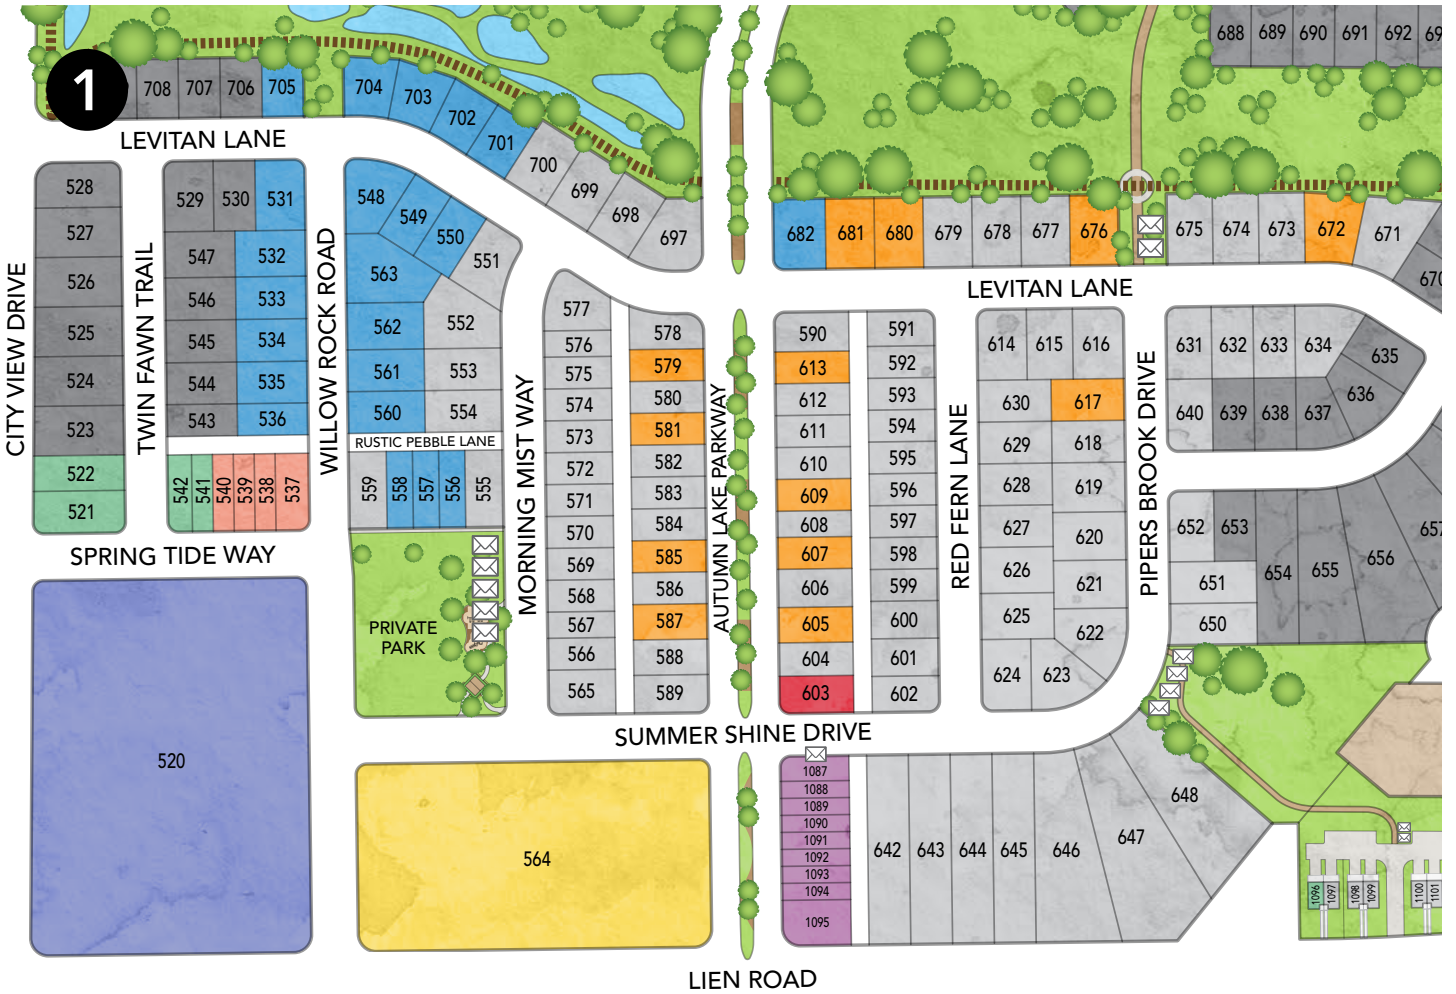 688 689 690 691 692 69
1
708 707 706 705 704 703 702 701 700 699 698 697
LEVITAN LANE
528 529 530 531 548 549 550 551
682 681 680 679 678 677 676 675 674 673 672 671 670
527 547 532 563
526 546 533 562 552
LEVITAN LANE
525 545 534 561 553
524 544 535 560 554
523 543 536
CITY VIEW DRIVE
TWIN FAWN TRAIL
WILLOW ROCK ROAD
RUSTIC PEBBLE LANE
522
521
542 541 540 539 538 537
559 558 557 556 555
SPRING TIDE WAY
MORNING MIST WAY
577 578
576 579
575 580
574 581
573 582
572 583
571 584
570 585
569 586
568 587
567 588
566 589
565
AUTUMN LAKE PARKWAY
590 591
613 592
612 593
611 594
610 595
609 596
608 597
607 598
606 599
605 600
604 601
603 602
RED FERN LANE
614 615 616
630 617
629 618
628 619
627 620
626 621
625 622
624 623
PIPERS BROOK DRIVE
631 632 633 634 635
640 639 638 637 636
652 653 654 655 656 657
651
650
PRIVATE
PARK
SUMMER SHINE DRIVE
520
564
1087
1088
1089
1090
1091
1092
1093
1094
1095
642 643 644 645 646 647 648
1096 1097 1098 1099 1100 1101
LIEN ROAD